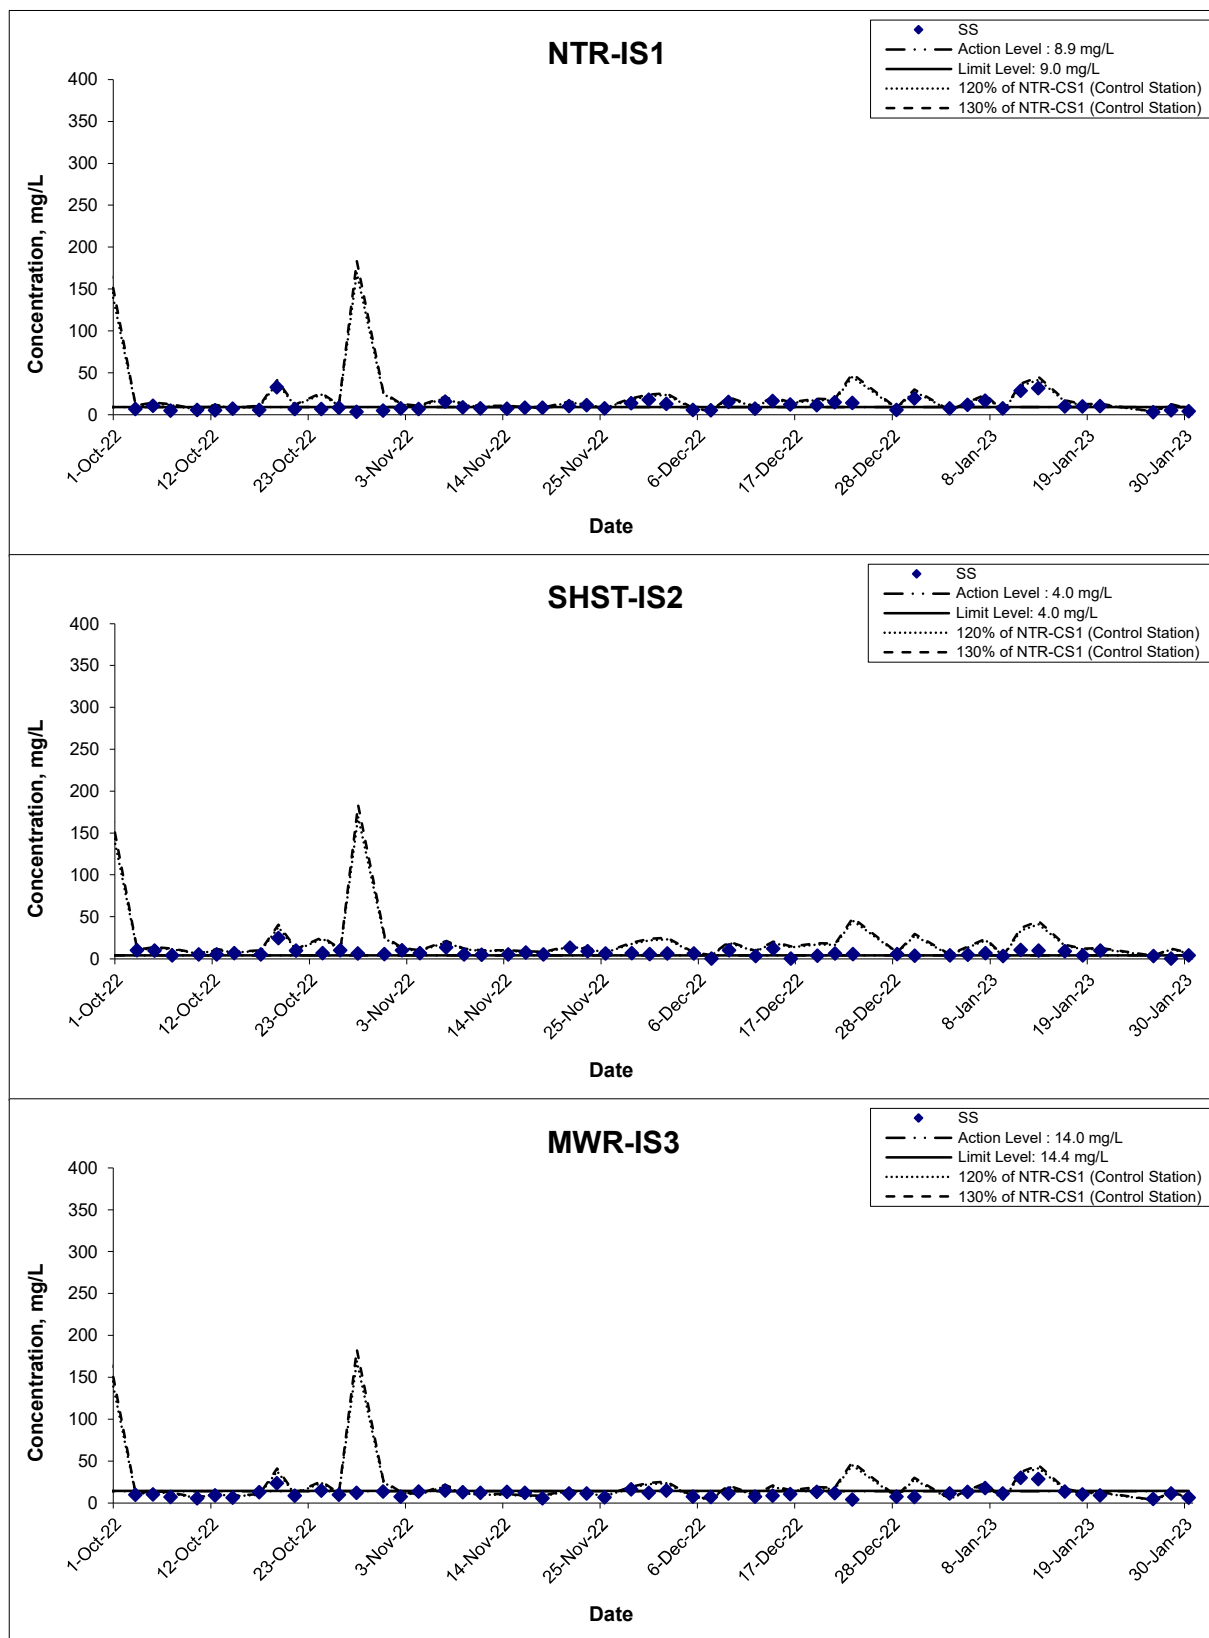 NTR-IS1
SS
Action Level : 8.9 mg/L
Limit Level: 9.0 mg/L
120% of NTR-CS1 (Control Station)
130% of NTR-CS1 (Control Station)
Concentration, mg/L
400
350
300
250
200
150
100
50
0
1-Oct-22
12-Oct-22
23-Oct-22
3-Nov-22
14-Nov-22
25-Nov-22
6-Dec-22
17-Dec-22
28-Dec-22
8-Jan-23
19-Jan-23
30-Jan-23
Date
SHST-IS2
SS
Action Level : 4.0 mg/L
Limit Level: 4.0 mg/L
120% of NTR-CS1 (Control Station)
130% of NTR-CS1 (Control Station)
Concentration, mg/L
400
350
300
250
200
150
100
50
0
1-Oct-22
12-Oct-22
23-Oct-22
3-Nov-22
14-Nov-22
25-Nov-22
6-Dec-22
17-Dec-22
28-Dec-22
8-Jan-23
19-Jan-23
30-Jan-23
Date
MWR-IS3
SS
Action Level : 14.0 mg/L
Limit Level: 14.4 mg/L
120% of NTR-CS1 (Control Station)
130% of NTR-CS1 (Control Station)
Concentration, mg/L
400
350
300
250
200
150
100
50
0
1-Oct-22
12-Oct-22
23-Oct-22
3-Nov-22
14-Nov-22
25-Nov-22
6-Dec-22
17-Dec-22
28-Dec-22
8-Jan-23
19-Jan-23
30-Jan-23
Date